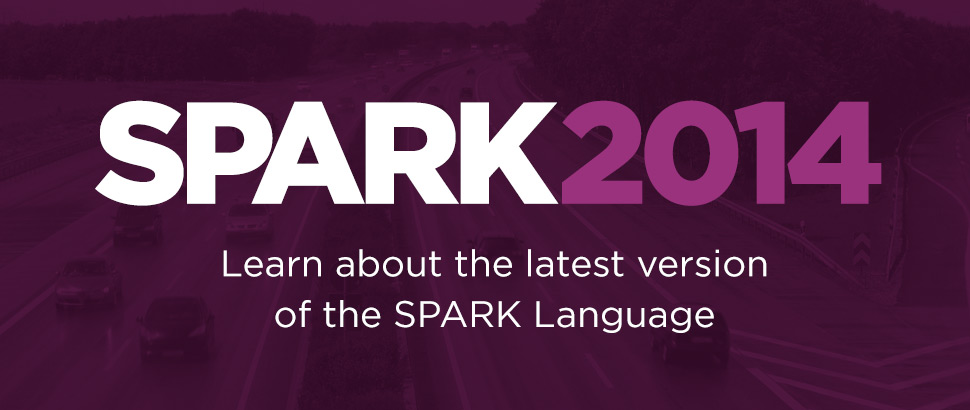 SPARK2014
Learn about the latest version
of the SPARK Language